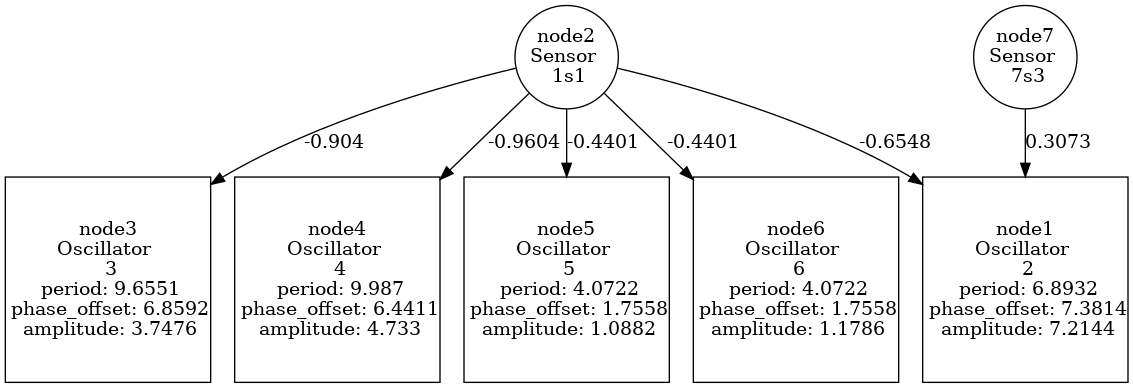 node2
Sensor
1s1
node7
Sensor
7s3
-0.904
-0.9604
-0.4401
-0.4401
-0.6548
0.3073
node3
Oscillator
3
period: 9.6551
phase_offset: 6.8592
amplitude: 3.7476
node4
Oscillator
4
period: 9.987
phase_offset: 6.4411
amplitude: 4.733
node5
Oscillator
5
period: 4.0722
phase_offset: 1.7558
amplitude: 1.0882
node6
Oscillator
6
period: 4.0722
phase_offset: 1.7558
amplitude: 1.1786
node1
Oscillator
2
period: 6.8932
phase_offset: 7.3814
amplitude: 7.2144